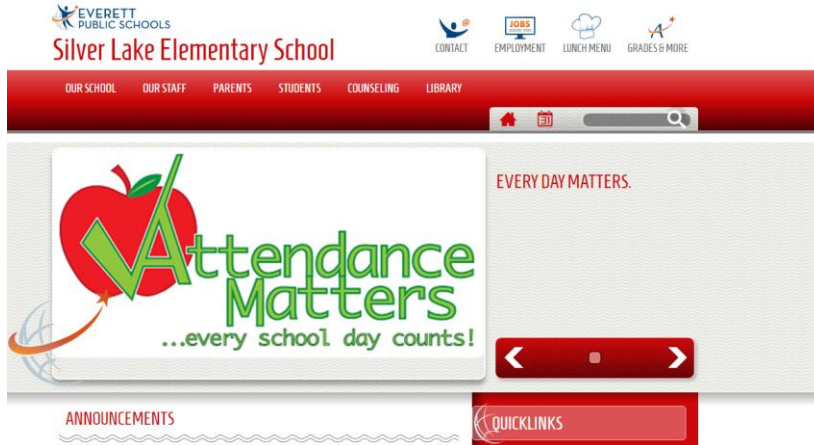 EVERETT
PUBLIC SCHOOLS
Silver Lake Elementary School
CONTACT
JOBS
EMPLOYMENT
LUNCH MENU
GRADES & MORE
OUR SCHOOL OUR STAFF PARENTS STUDENTS COUNSELING LIBRARY
31
Attendance
Matters
...every school day counts!
EVERY DAY MATTERS.
ANNOUNCEMENTS
QUICKLINKS